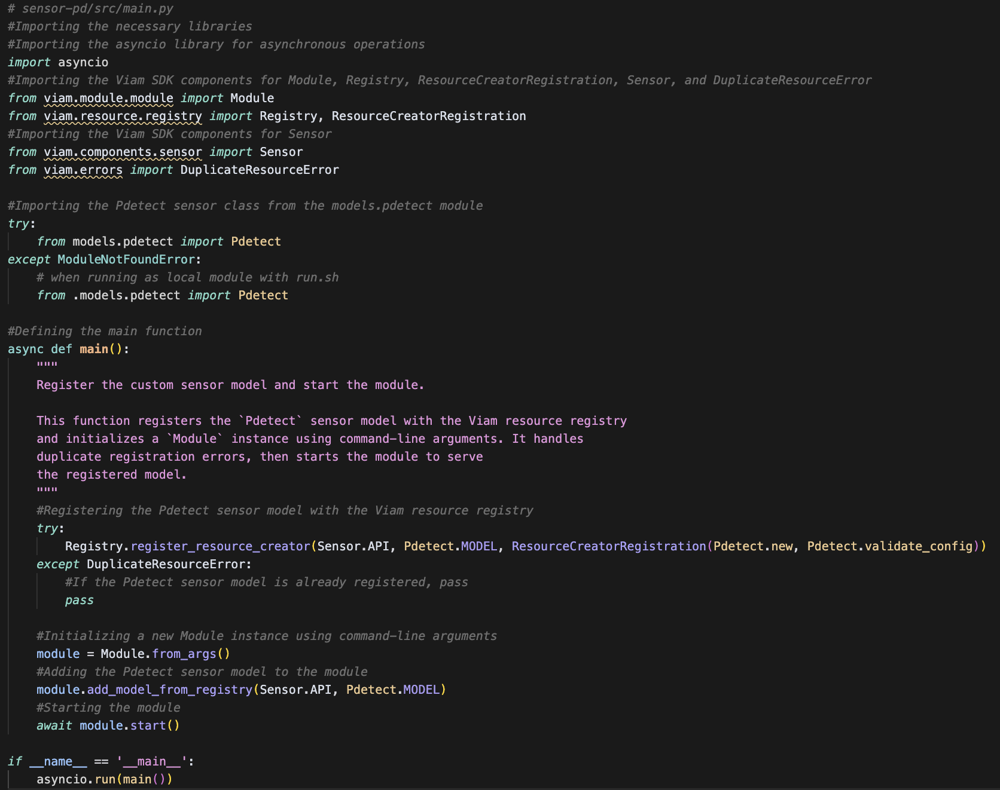 # sensor-pd/src/main.py
#Importing the necessary libraries
#Importing the asyncio library for asynchronous operations
import asyncio
#Importing the Viam SDK components for Module, Registry, ResourceCreatorRegistration, Sensor, and DuplicateResourceError
from viam.module.module import Module
from viam.resource.registry import Registry, ResourceCreatorRegistration
#Importing the Viam SDK components for Sensor
from viam.components.sensor import Sensor
from viam.errors import DuplicateResourceError

#Importing the Pdetect sensor class from the models.pdetect module
try:
    from models.pdetect import Pdetect
except ModuleNotFoundError:
    # when running as local module with run.sh
    from .models.pdetect import Pdetect

#Defining the main function
async def main():
    """
    Register the custom sensor model and start the module.

    This function registers the `Pdetect` sensor model with the Viam resource registry
    and initializes a `Module` instance using command-line arguments. It handles
    duplicate registration errors, then starts the module to serve
    the registered model.
    """
    #Registering the Pdetect sensor model with the Viam resource registry
    try:
        Registry.register_resource_creator(Sensor.API, Pdetect.MODEL, ResourceCreatorRegistration(Pdetect.new, Pdetect.validate_config))
    except DuplicateResourceError:
        #If the Pdetect sensor model is already registered, pass
        pass

    #Initializing a new Module instance using command-line arguments
    module = Module.from_args()
    #Adding the Pdetect sensor model to the module
    module.add_model_from_registry(Sensor.API, Pdetect.MODEL)
    #Starting the module
    await module.start()

if __name__ == '__main__':
    asyncio.run(main())